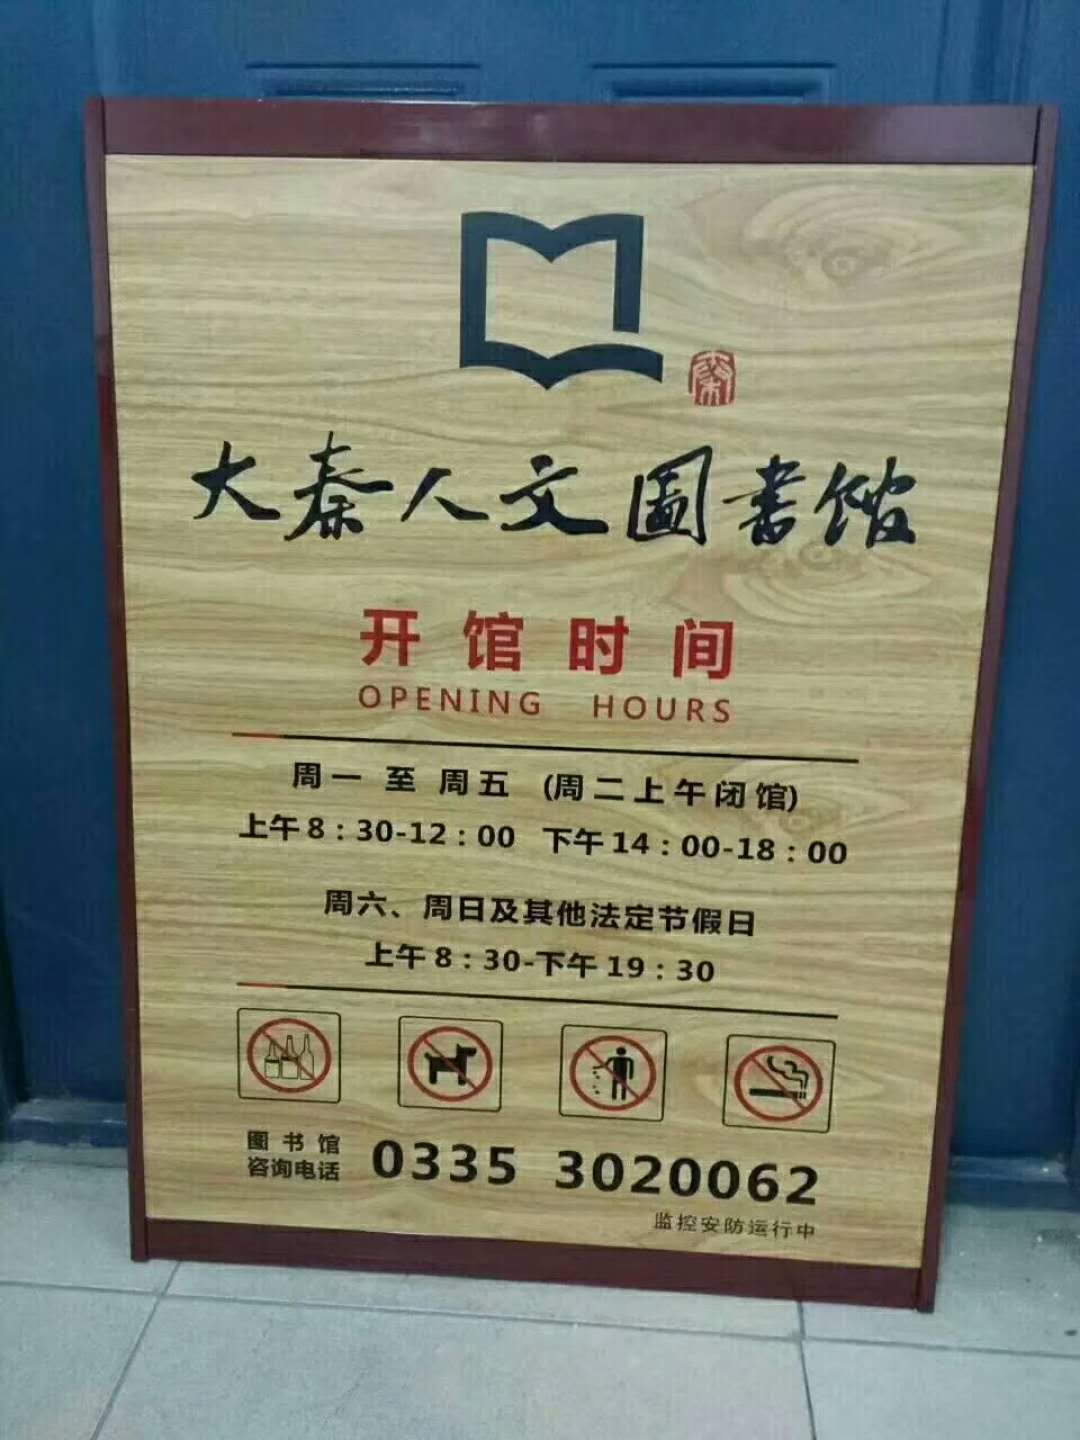 秦
大秦人文圖書馆
开馆时间
OPENING HOURS
周一 至 周五 (周二上午闭馆)
上午8：30-12：00 下午14：00-18：00
周六、周日及其他法定节假日
上午8：30-下午19：30
图书馆
咨询电话
0335 3020062
监控安防运行中